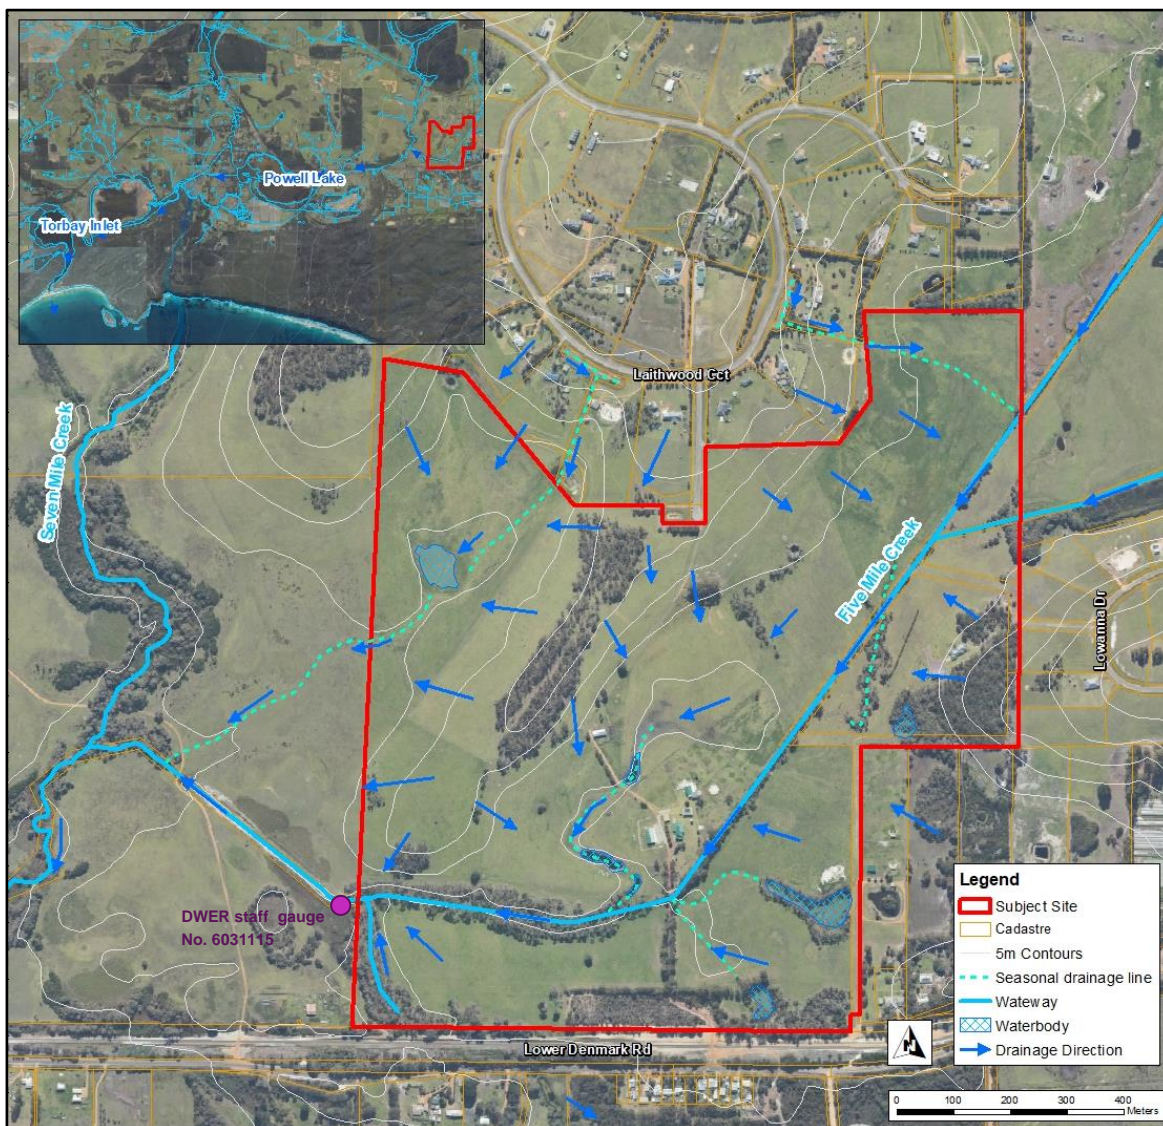 Powell Lake
Torbay Inlet
Laithwood Cct
Seven Mile Creek
Five Mile Creek
Lowanna Dr
DWER staff gauge
No. 6031115
Lower Denmark Rd
Legend
Subject Site
Cadastre
5m Contours
Seasonal drainage line
Wateway
Waterbody
Drainage Direction
N
0 100 200 300 400
Meters